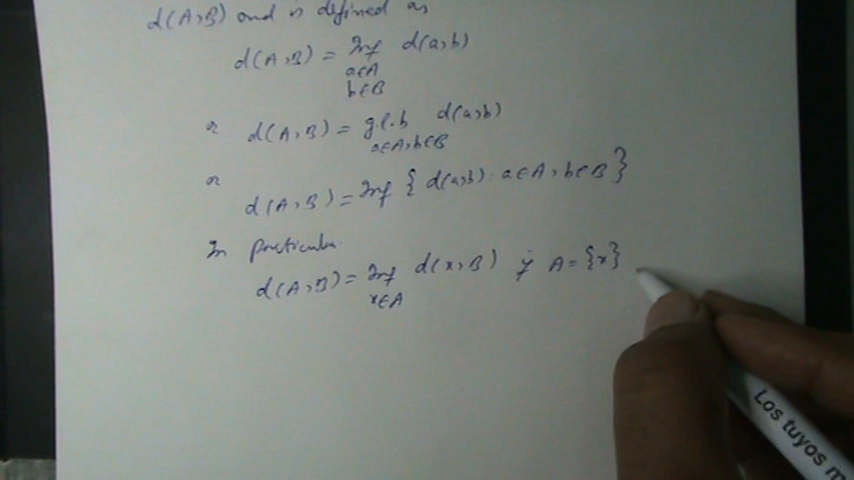 d(A,B) and is defined as
d(A,B) = Inf d(a,b)
a∈A
b∈B
or d(A,B) = g.l.b d(a,b)
a∈A, b∈B
or
d(A,B) = Inf { d(a,b) : a∈A, b∈B }
In particular
d(A,B) = Inf d(x,B) if A = {x}
x∈A
Los tuyos m